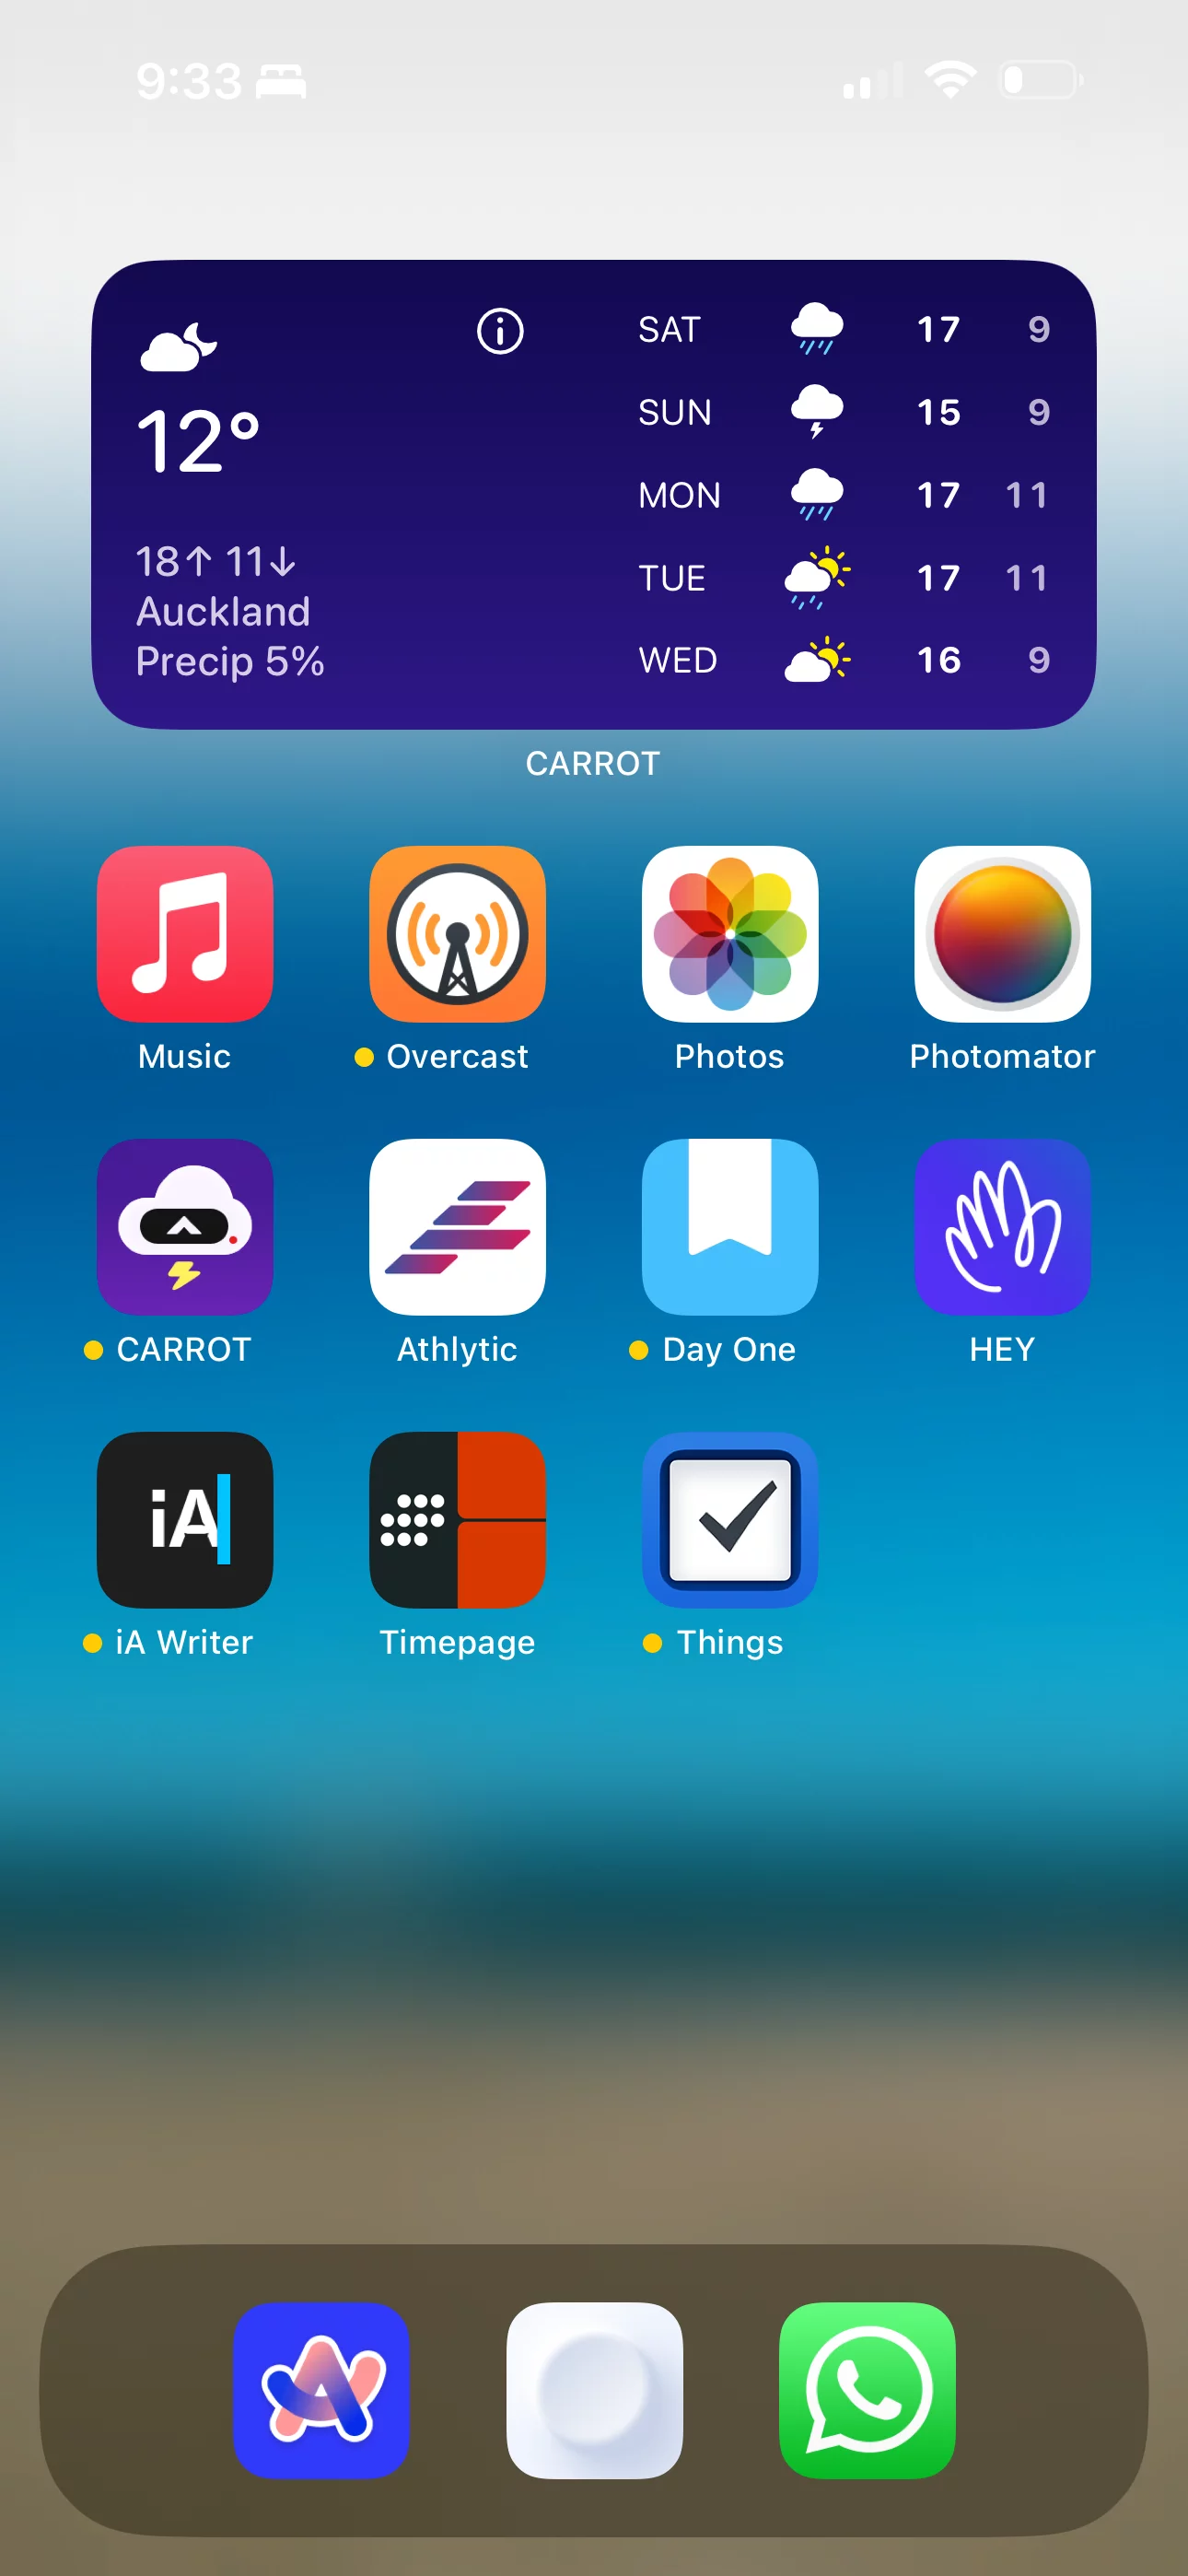 9:33
12°
18↑ 11↓
Auckland
Precip 5%
SAT 17 9
SUN 15 9
MON 17 11
TUE 17 11
WED 16 9
CARROT
Music Overcast Photos Photomator
CARROT Athlytic Day One HEY
iA
iA Writer Timepage Things